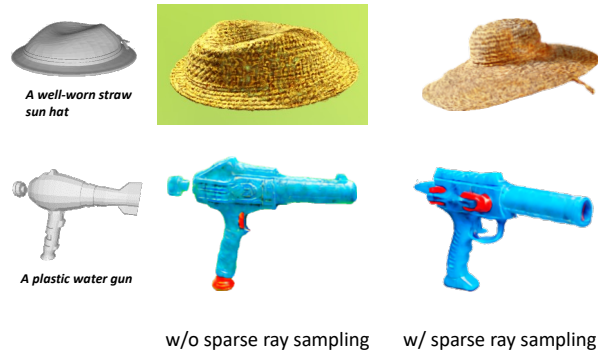 A well-worn straw
sun hat
A plastic water gun
w/o sparse ray sampling
w/ sparse ray sampling